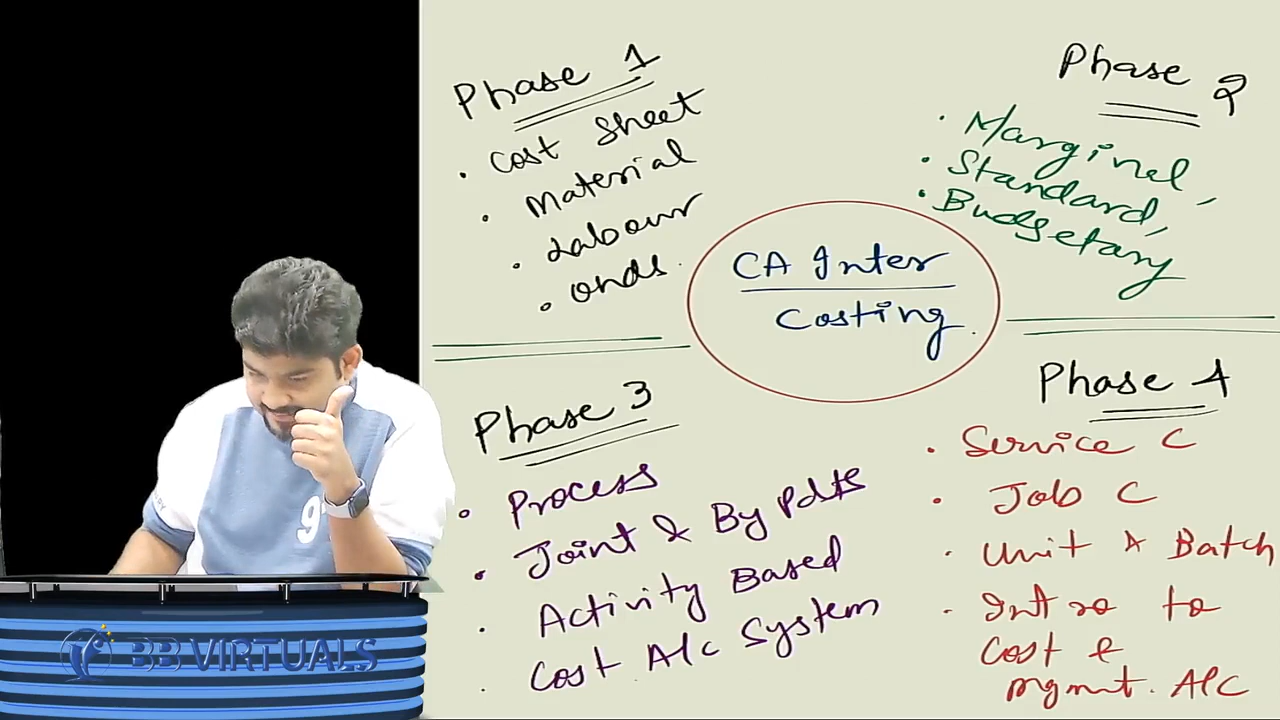 Phase 1
• Cost Sheet
• Material
• Labour
• OHDs.
Phase 2
• Marginal,
• Standard,
• Budgetary
CA Inter
Costing
Phase 3
• Process
• Joint & By Pdts
• Activity Based
• Cost A/c System
Phase 4
• Service C
• Job C
• Unit & Batch
• Intro to
Cost &
Mgmt. A/C
9
BB VIRTUALS